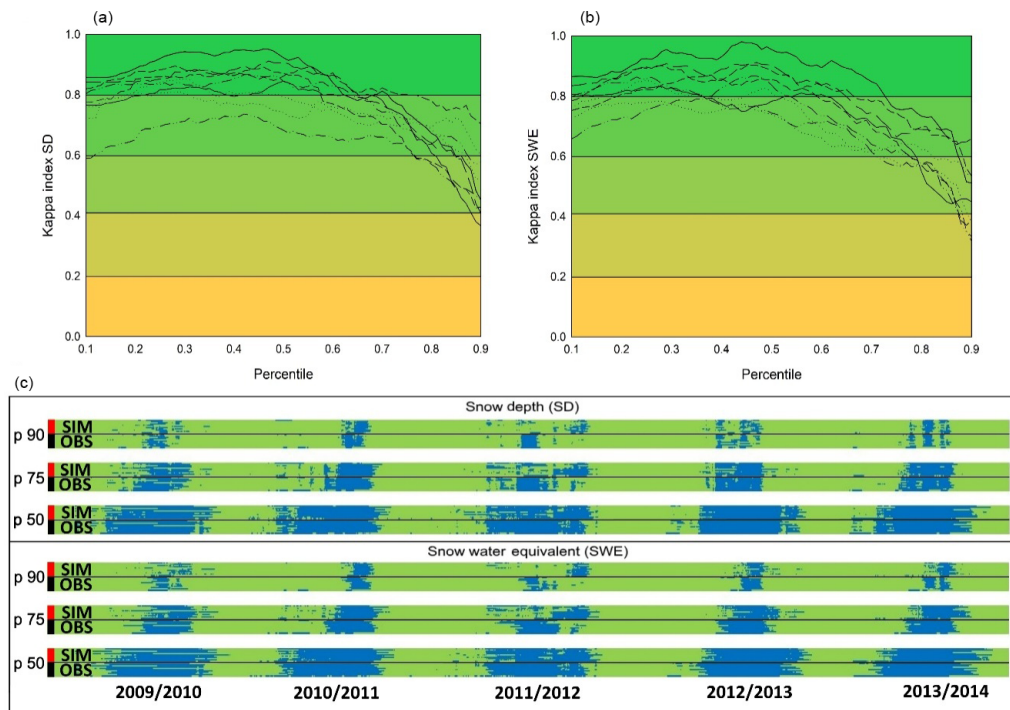 (a)
(b)
Kappa index SD
1.0
0.8
0.6
0.4
0.2
0.0
0.1 0.2 0.3 0.4 0.5 0.6 0.7 0.8 0.9
Percentile
Kappa index SWE
1.0
0.8
0.6
0.4
0.2
0.0
0.1 0.2 0.3 0.4 0.5 0.6 0.7 0.8 0.9
Percentile
(c)
Snow depth (SD)
p 90 SIM
OBS
p 75 SIM
OBS
p 50 SIM
OBS
Snow water equivalent (SWE)
p 90 SIM
OBS
p 75 SIM
OBS
p 50 SIM
OBS
2009/2010 2010/2011 2011/2012 2012/2013 2013/2014